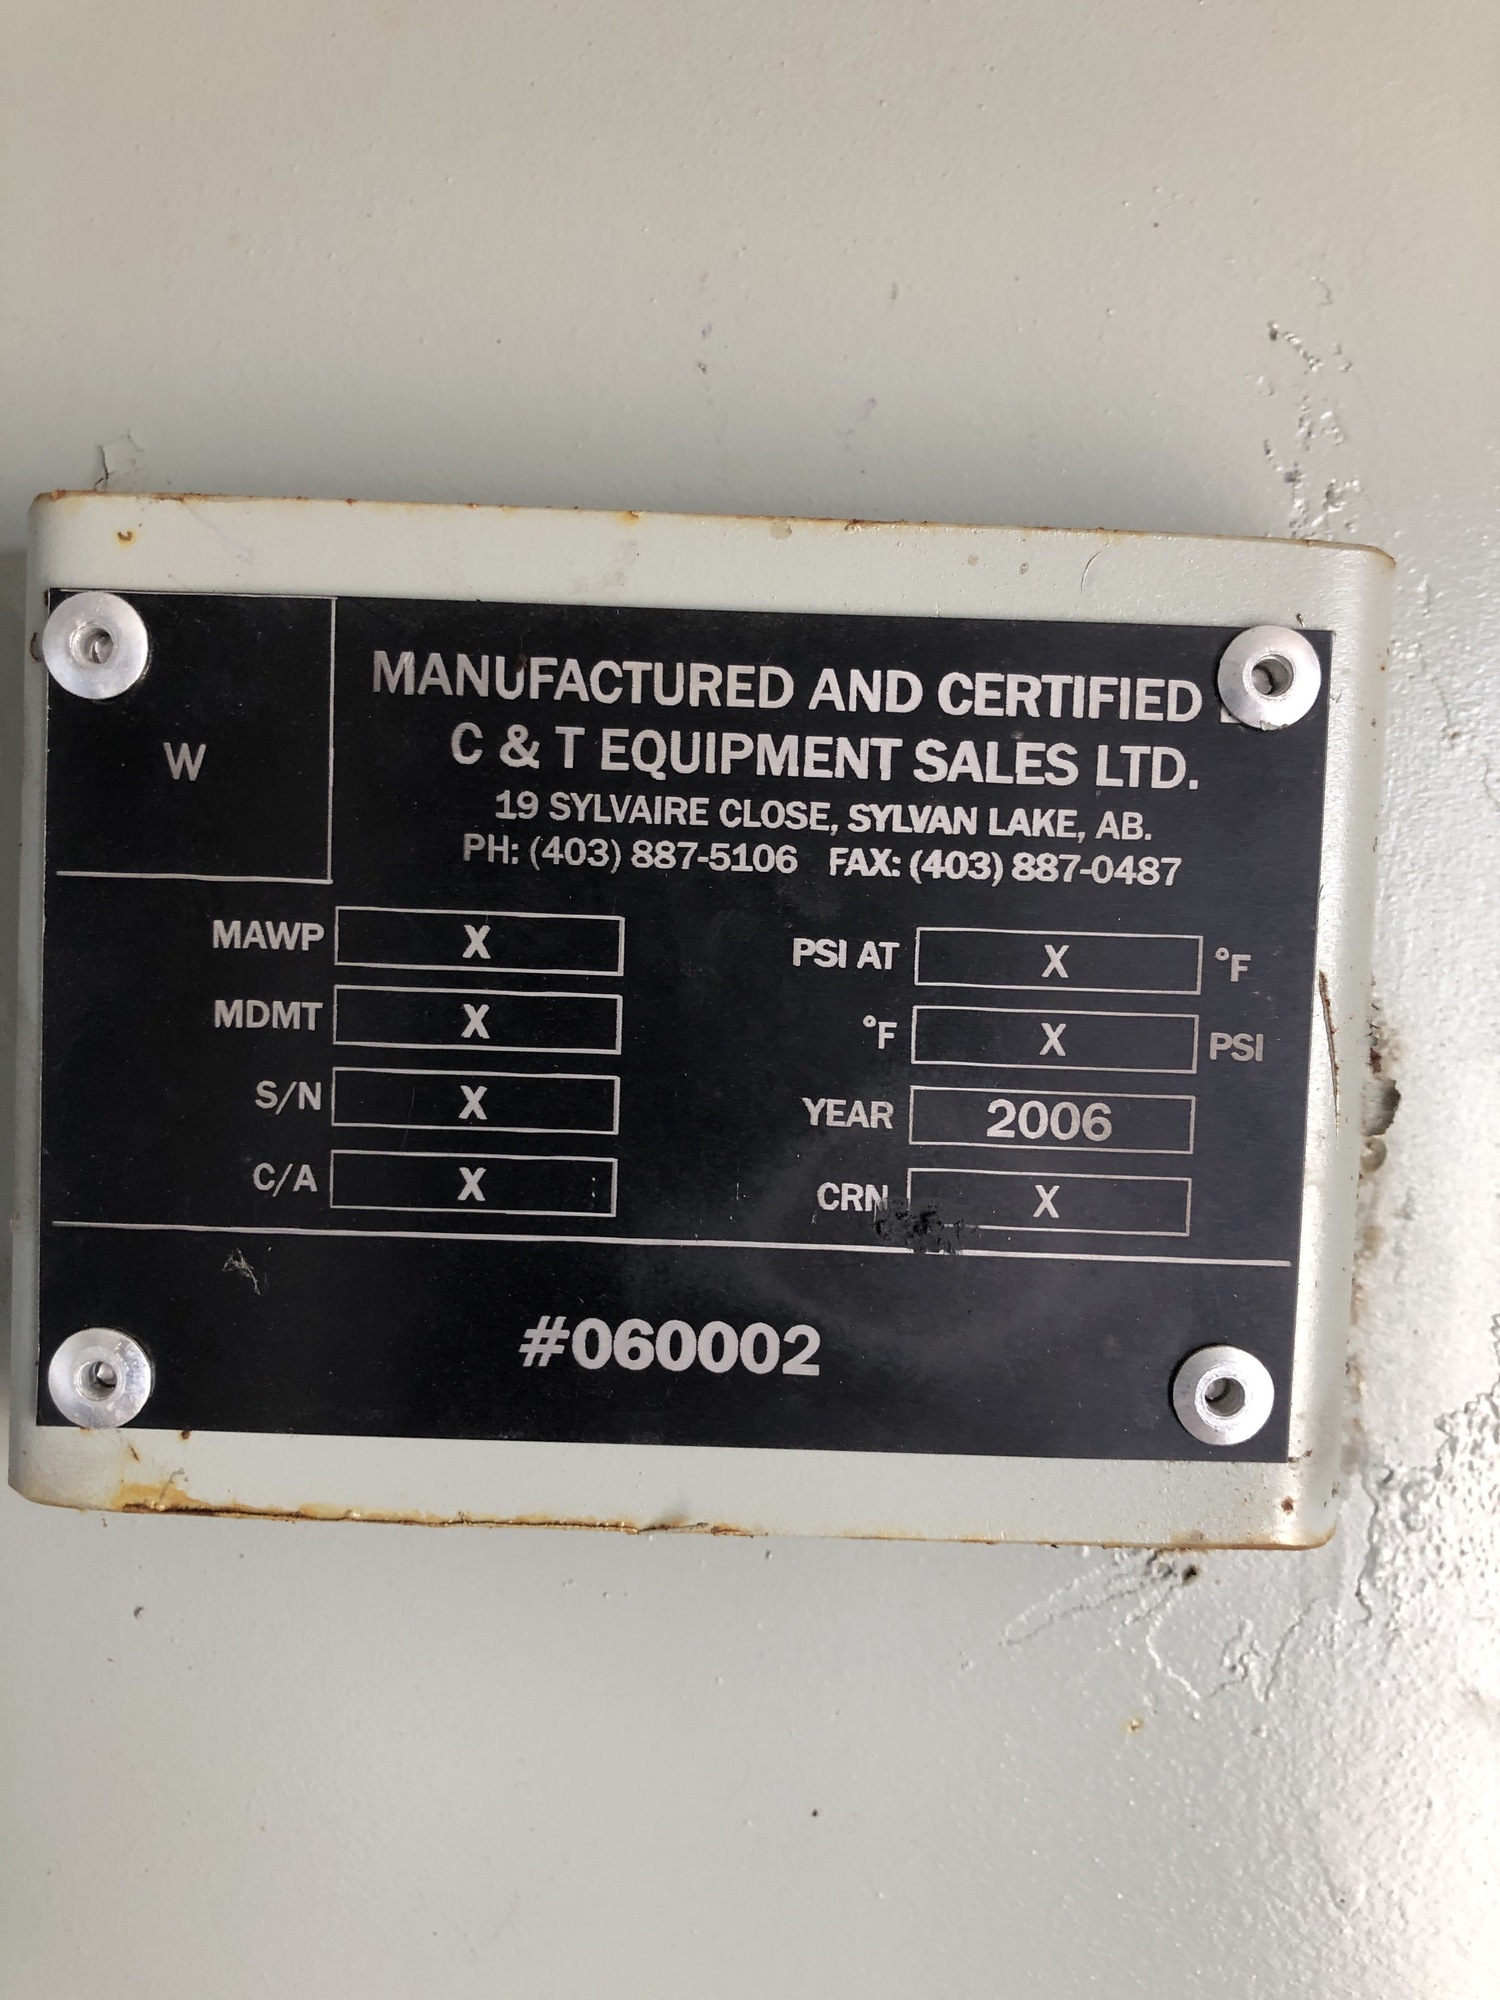 W
MANUFACTURED AND CERTIFIED
C & T EQUIPMENT SALES LTD.
19 SYLVAIRE CLOSE, SYLVAN LAKE, AB.
PH: (403) 887-5106 FAX: (403) 887-0487
MAWP X PSI AT X °F
MDMT X °F X PSI
S/N X YEAR 2006
C/A X CRN X
#060002